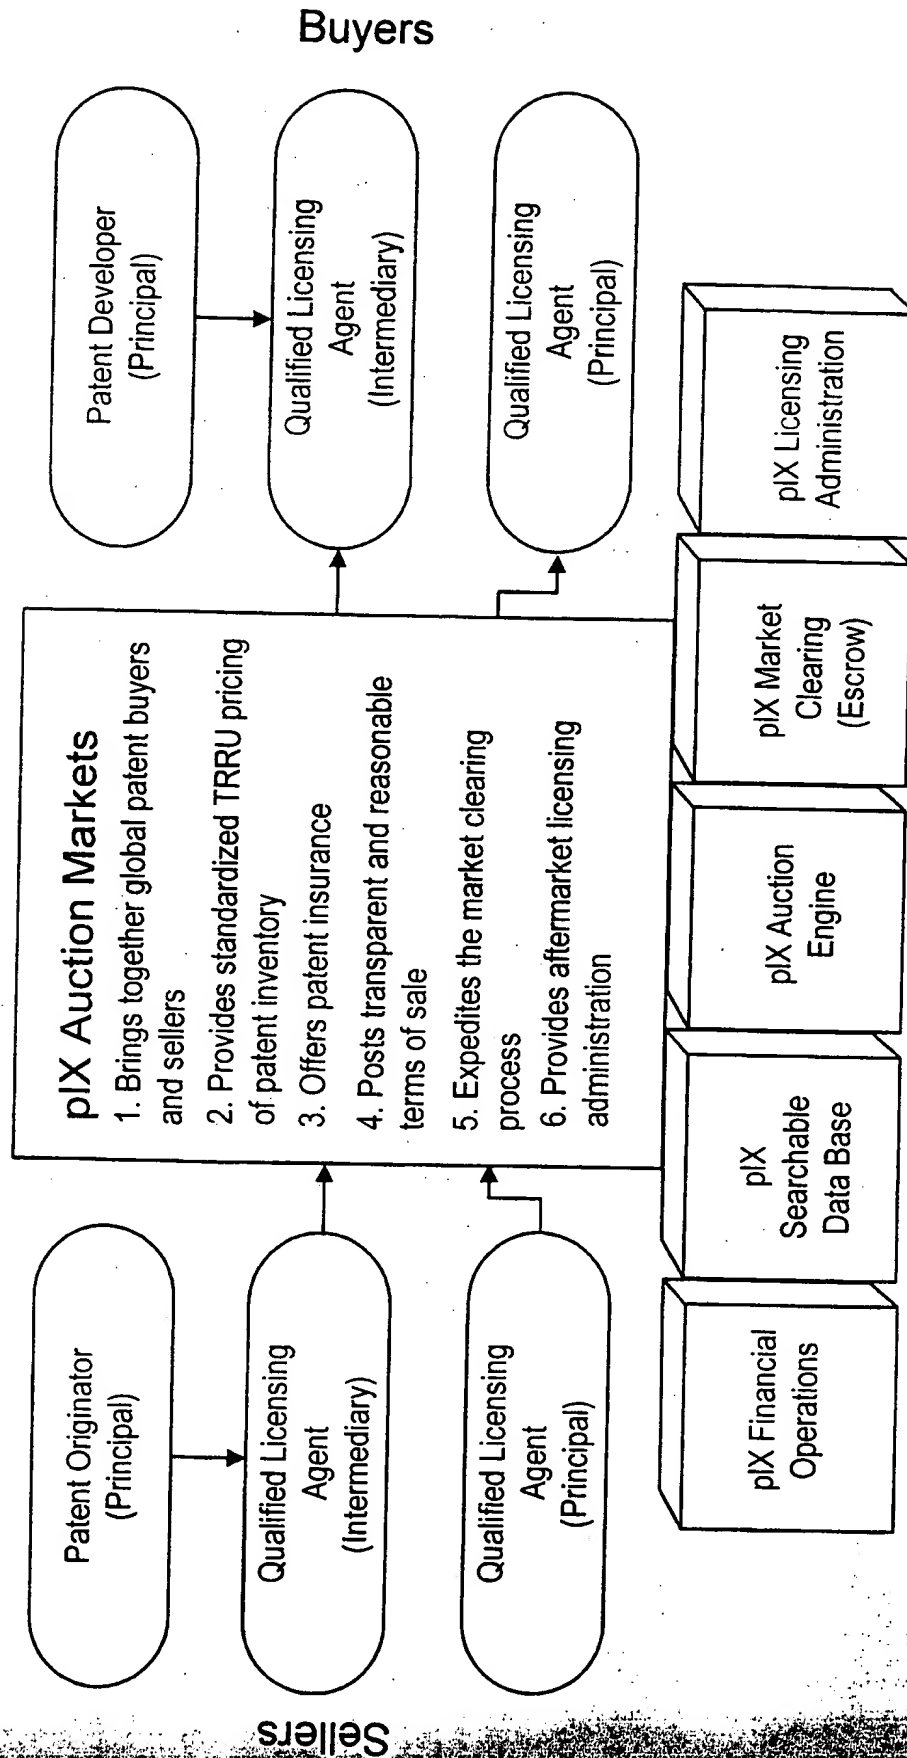 Sellers
Patent Originator
(Principal)
Qualified Licensing
Agent
(Intermediary)
Qualified Licensing
Agent
(Principal)
pIX Auction Markets
1. Brings together global patent buyers
and sellers
2. Provides standardized TRRU pricing
of patent inventory
3. Offers patent insurance
4. Posts transparent and reasonable
terms of sale
5. Expedites the market clearing
process
6. Provides aftermarket licensing
administration
Patent Developer
(Principal)
Qualified Licensing
Agent
(Intermediary)
Qualified Licensing
Agent
(Principal)
Buyers
pIX Financial
Operations
pIX
Searchable
Data Base
pIX Auction
Engine
pIX Market
Clearing
(Escrow)
pIX Licensing
Administration